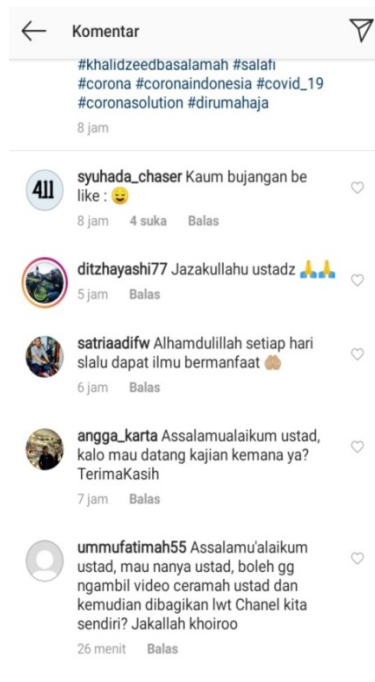 Komentar
#khalidzeedbasalamah #salafi
#corona #coronaindonesia #covid_19
#coronasolution #dirumahaja
8 jam
411
syuhada_chaser Kaum bujangan be
like : 😌
8 jam 4 suka Balas
ditzhayashi77 Jazakullahu ustadz 🙏🙏
5 jam Balas
satriaadifw Alhamdulillah setiap hari
slalu dapat ilmu bermanfaat 🤲🏼
6 jam Balas
angga_karta Assalamualaikum ustad,
kalo mau datang kajian kemana ya?
TerimaKasih
7 jam Balas
ummufatimah55 Assalamu'alaikum
ustad, mau nanya ustad, boleh gg
ngambil video ceramah ustad dan
kemudian dibagikan lwt Chanel kita
sendiri? Jakallah khoiroo
26 menit Balas